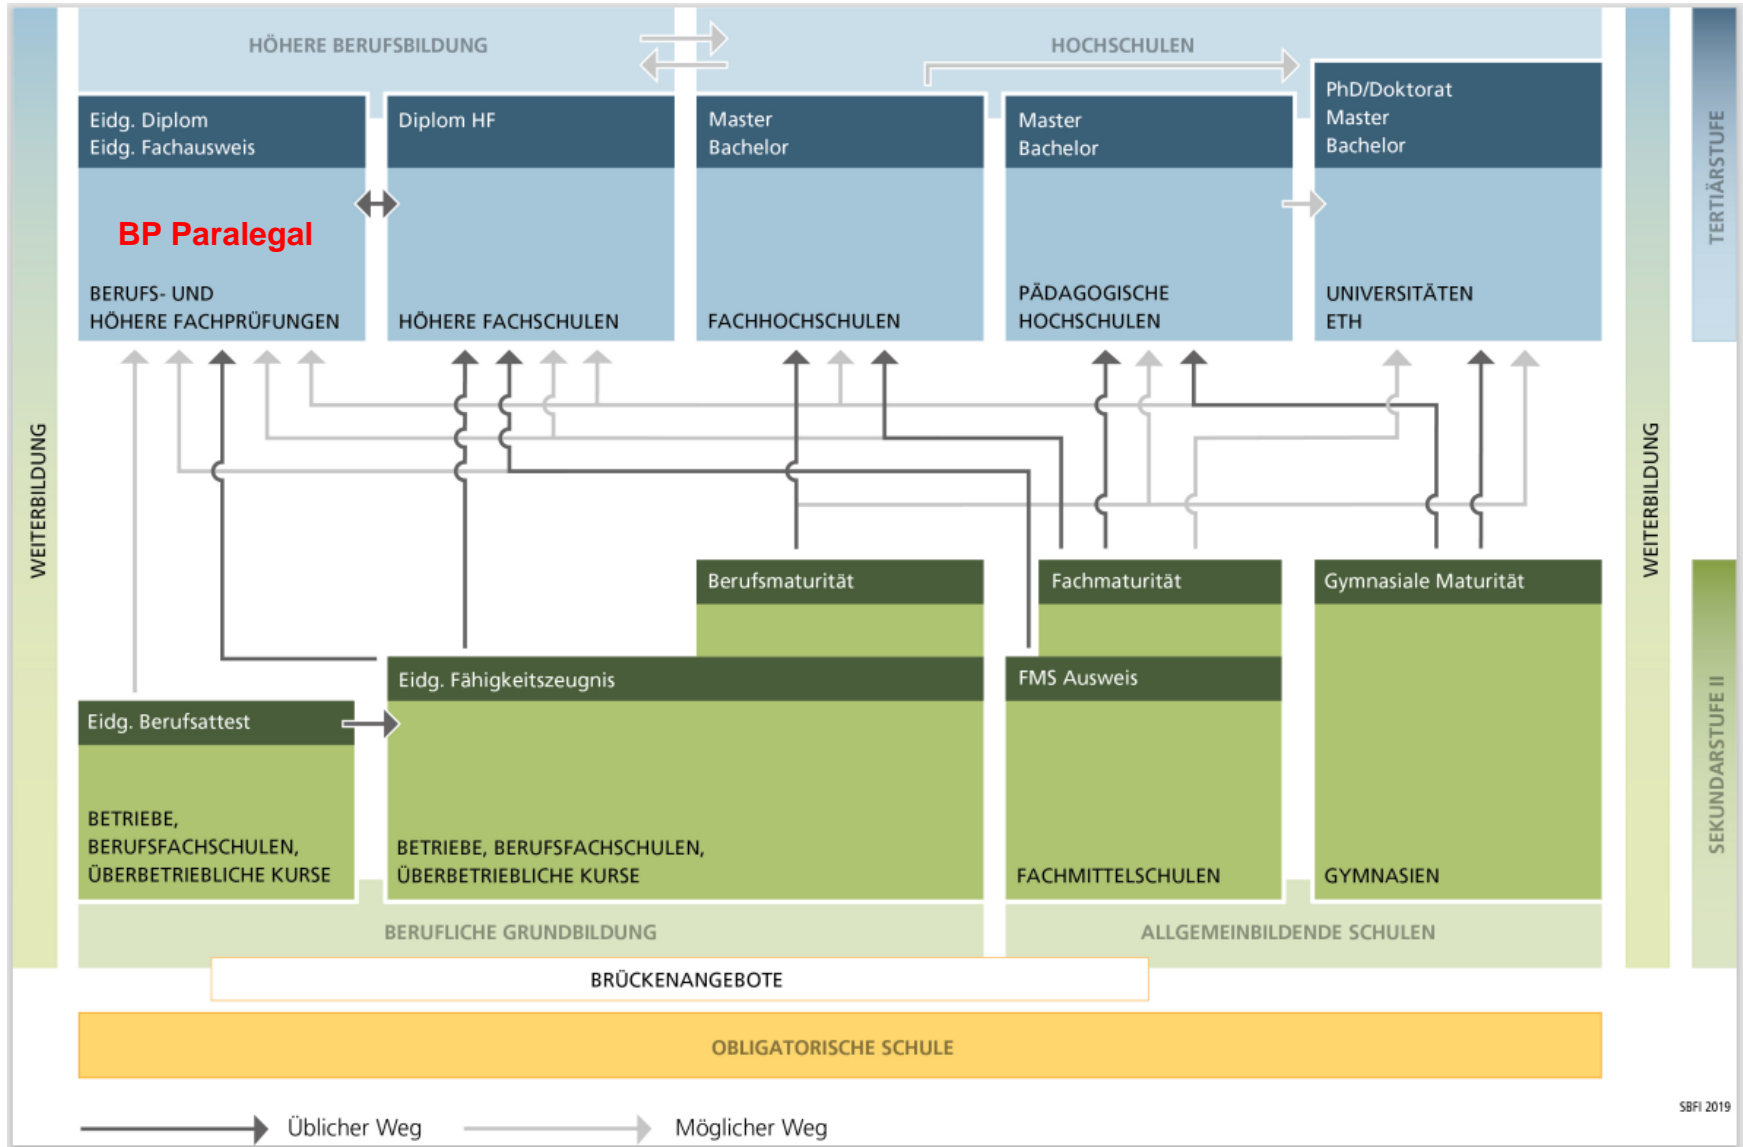 HÖHERE BERUFSBILDUNG
HOCHSCHULEN
Eidg. Diplom
Eidg. Fachausweis
Diplom HF
Master
Bachelor
Master
Bachelor
PhD/Doktorat
Master
Bachelor
BP Paralegal
BERUFS- UND
HÖHERE FACHPRÜFUNGEN
HÖHERE FACHSCHULEN
FACHHOCHSCHULEN
PÄDAGOGISCHE
HOCHSCHULEN
UNIVERSITÄTEN
ETH
TERTIÄRSTUFE
WEITERBILDUNG
WEITERBILDUNG
Berufsmaturität
Fachmaturität
Gymnasiale Maturität
Eidg. Fähigkeitszeugnis
FMS Ausweis
Eidg. Berufsattest
SEKUNDARSTUFE II
BETRIEBE,
BERUFSFACHSCHULEN,
ÜBERBETRIEBLICHE KURSE
BETRIEBE, BERUFSFACHSCHULEN,
ÜBERBETRIEBLICHE KURSE
FACHMITTELSCHULEN
GYMNASIEN
BERUFLICHE GRUNDBILDUNG
ALLGEMEINBILDENDE SCHULEN
BRÜCKENANGEBOTE
OBLIGATORISCHE SCHULE
SBFI 2019
Üblicher Weg
Möglicher Weg